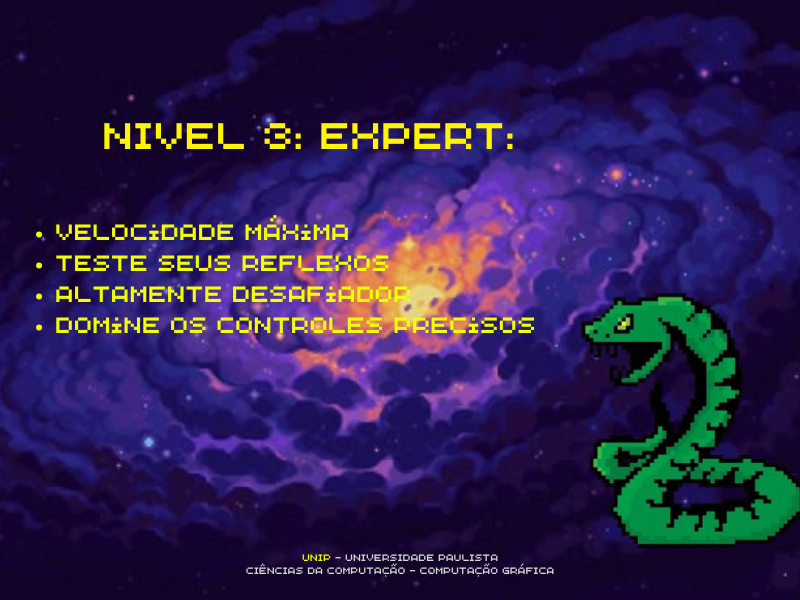 NIVEL 3: EXPERT:
• VELOCiDADE MÁXiMA
• TESTE SEUS REFLEXOS
• ALTAMENTE DESAFiADOR
• DOMiNE OS CONTROLES PRECiSOS
UNIP - UNIVERSIDADE PAULISTA
CIÊNCIAS DA COMPUTAÇÃO - COMPUTAÇÃO GRÁFICA